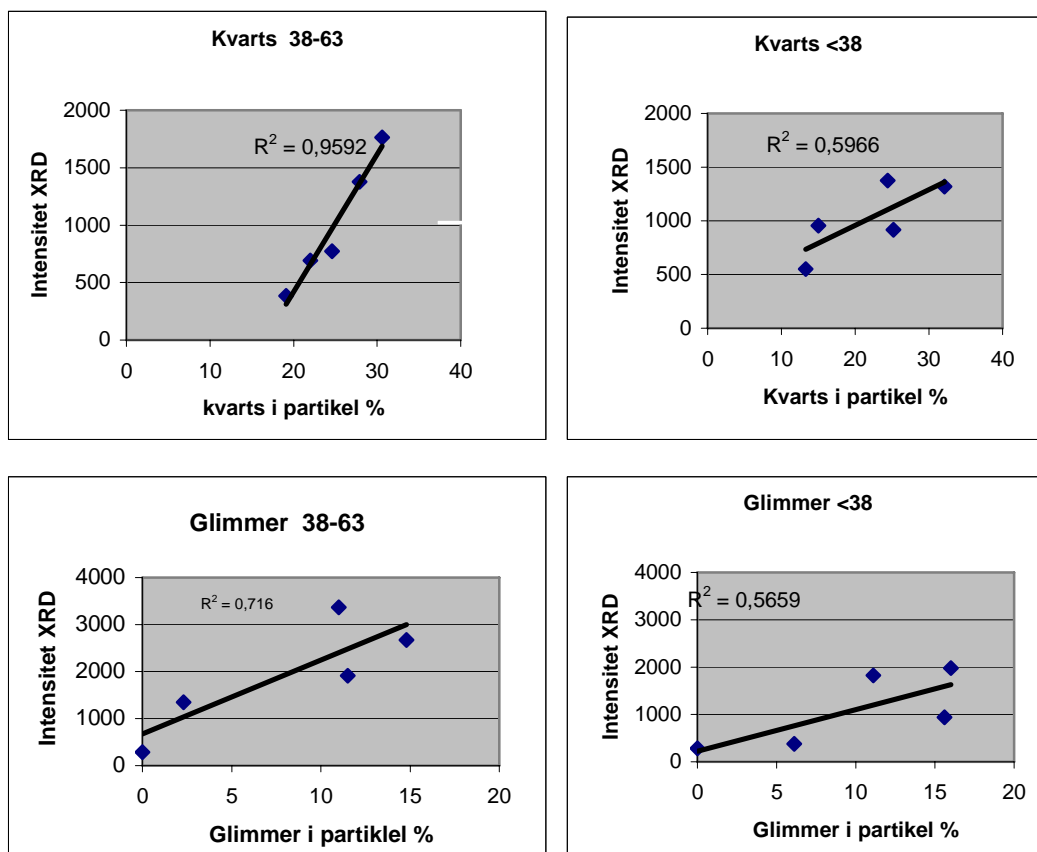 Kvarts 38-63
R² = 0,9592
Intensitet XRD
2000
1500
1000
500
0
0 10 20 30 40
kvarts i partikel %
Kvarts <38
R² = 0,5966
Intensitet XRD
2000
1500
1000
500
0
0 10 20 30 40
Kvarts i partikel %
Glimmer 38-63
R² = 0,716
Intensitet XRD
4000
3000
2000
1000
0
0 5 10 15 20
Glimmer i partiklel %
Glimmer <38
R² = 0,5659
Intensitet XRD
4000
3000
2000
1000
0
0 5 10 15 20
Glimmer i partikel %